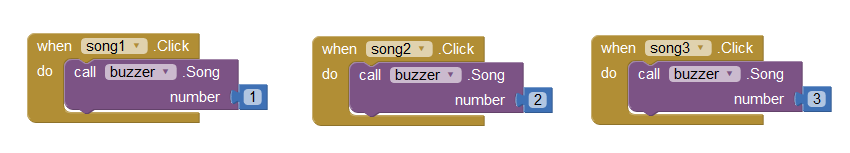 when song1 .Click
do call buzzer .Song
number 1
when song2 .Click
do call buzzer .Song
number 2
when song3 .Click
do call buzzer .Song
number 3